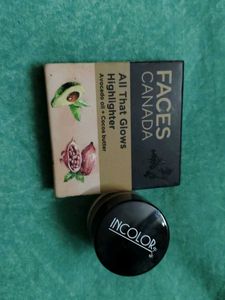 FACES
CANADA
All That Glows
Highlighter
Avocado oil + Cocoa butter
INCOLOR